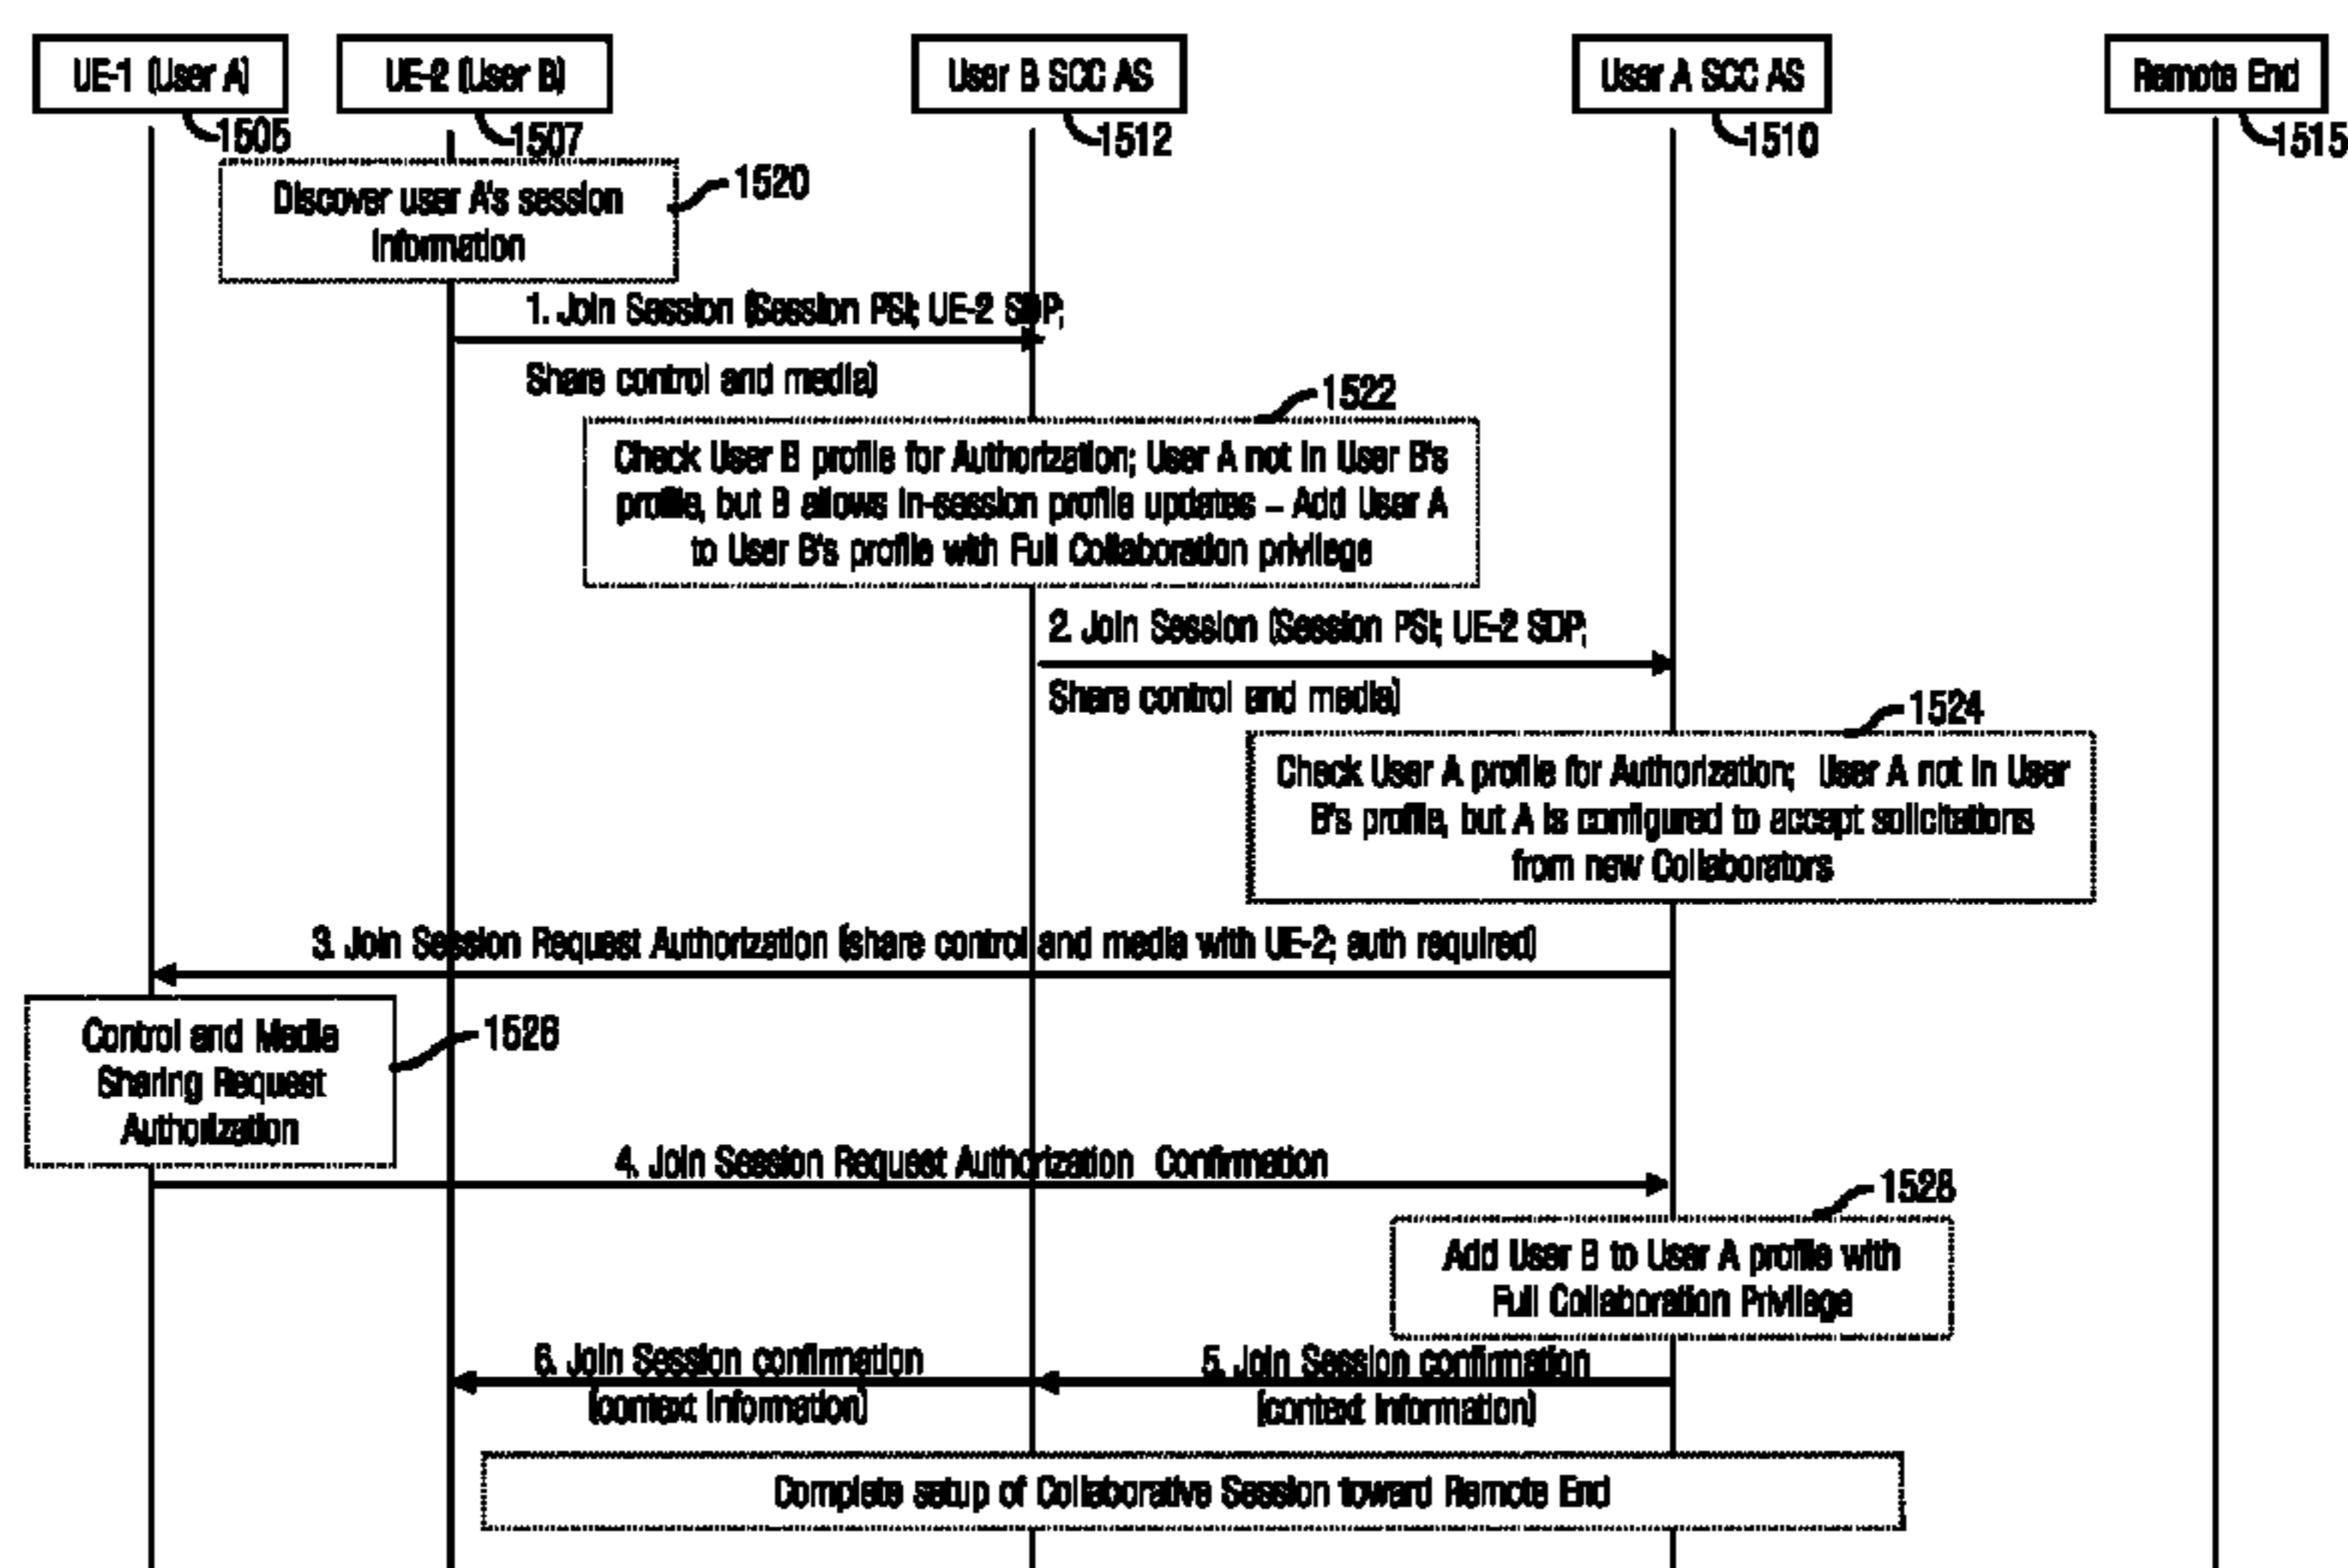 UE-1 (User A)
UE-2 (User B)
User B SCC AS
User A SCC AS
Remote End
1505
1507
1512
1510
1515
Discover user A's session
information
1520
1. Join Session (Session PSI; UE-2 SDP;
Share control and media)
1522
Check User B profile for Authorization; User A not in User B's
profile, but B allows in-session profile updates – Add User A
to User B's profile with Full Collaboration privilege
2. Join Session (Session PSI; UE-2 SDP;
Share control and media)
1524
Check User A profile for Authorization; User A not in User
B's profile, but A is configured to accept solicitations
from new Collaborators
3. Join Session Request Authorization (share control and media with UE-2; auth required)
Control and Media
Sharing Request
Authorization
1526
4. Join Session Request Authorization Confirmation
1528
Add User B to User A profile with
Full Collaboration Privilege
6. Join Session confirmation
(context information)
5. Join Session confirmation
(context information)
Complete setup of Collaborative Session toward Remote End